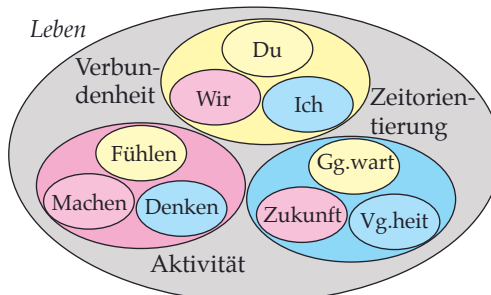 Leben
Du
Verbun-
denheit
Wir
Ich
Zeitorien-
tierung
Fühlen
Gg.wart
Machen
Denken
Zukunft
Vg.heit
Aktivität